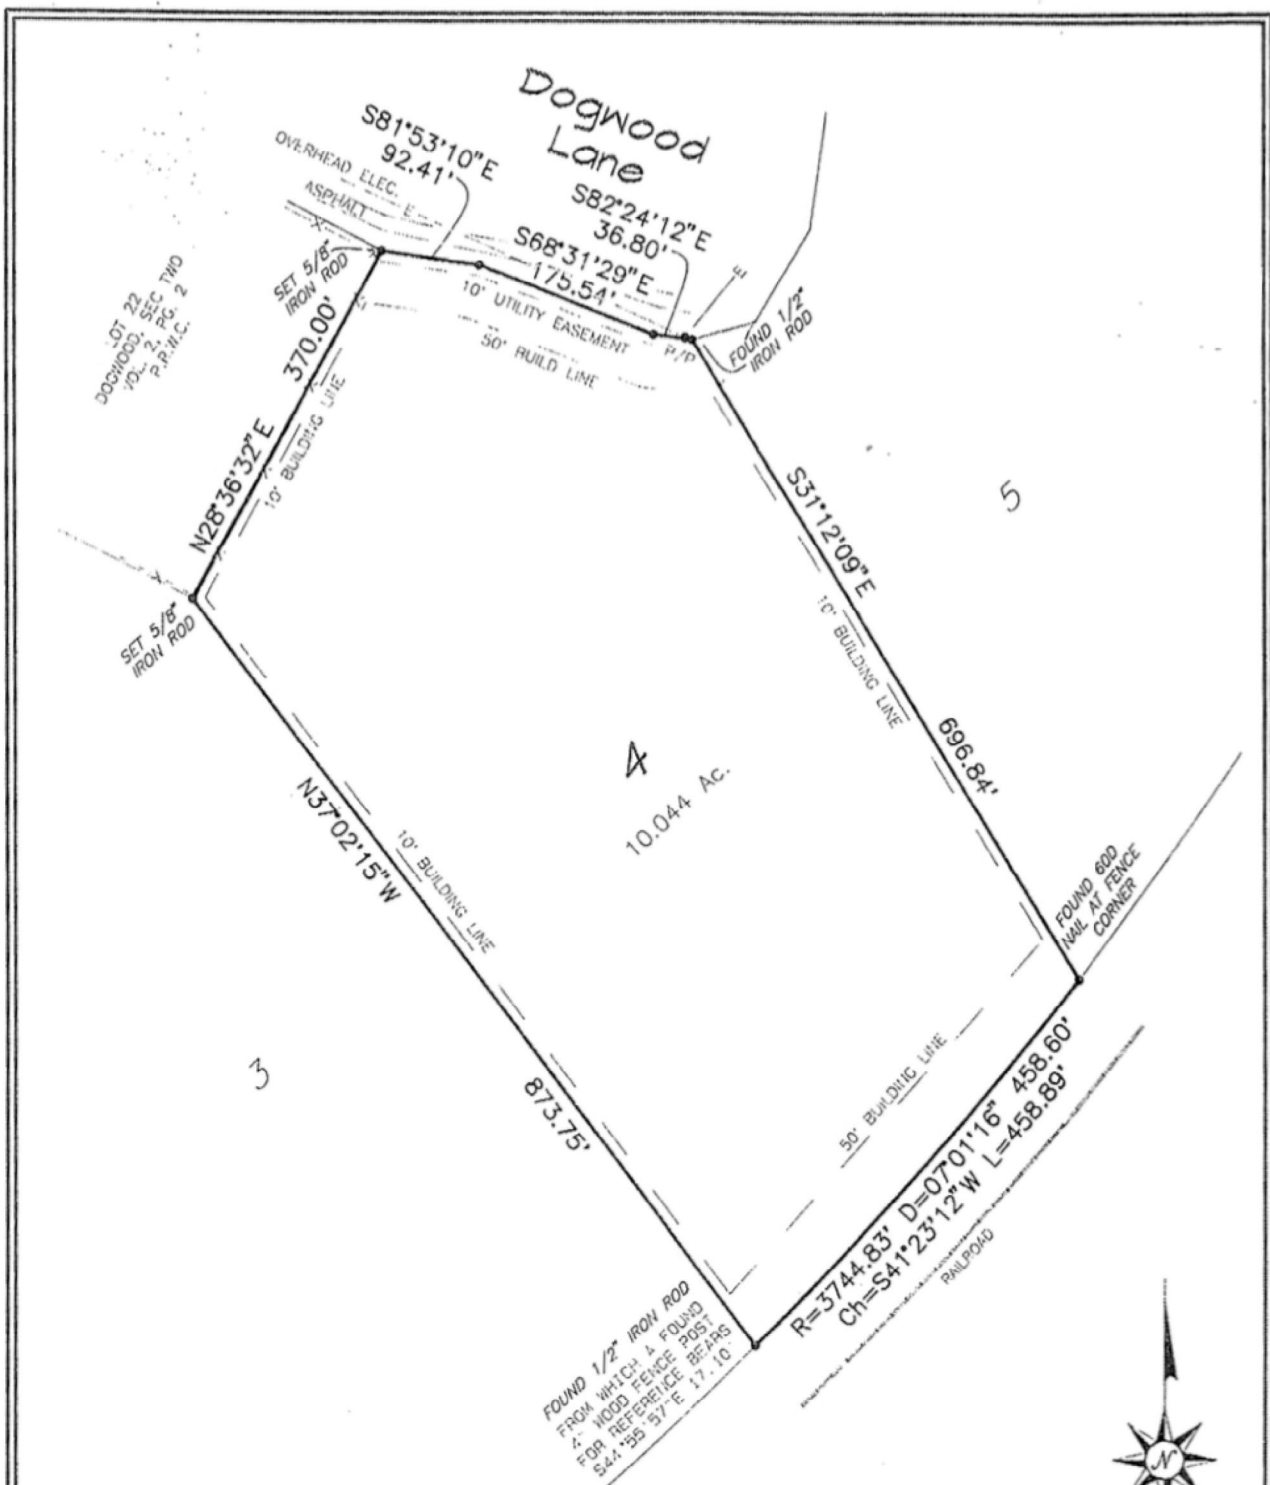 Dogwood
Lane
S81°53'10"E
92.41'
OVERHEAD ELEC.
E
ASPHALT
S82°24'12"E
36.80'
S68°31'29"E
175.54'
10' UTILITY EASEMENT
50' BUILD LINE
P/P
E
FOUND 1/2"
IRON ROD
SET 5/8"
IRON ROD
LOT 22
DOGWOOD, SEC TWO
VOL. 2, PG. 2
P.R.W.C.
370.00'
N28°36'32"E
10' BUILDING LINE
S31°12'09"E
10' BUILDING LINE
696.84'
5
SET 5/8"
IRON ROD
4
10.044 Ac.
N37°02'15"W
10' BUILDING LINE
873.75'
3
FOUND 60D
NAIL AT FENCE
CORNER
50' BUILDING LINE
R=3744.83' D=07°01'16" 458.60'
Ch=S41°23'12"W L=458.89'
RAILROAD
FOUND 1/2" IRON ROD
FROM WHICH A FOUND
4" WOOD FENCE POST
FOR REFERENCE BEARS
S44°55'57"E 17.10'
N